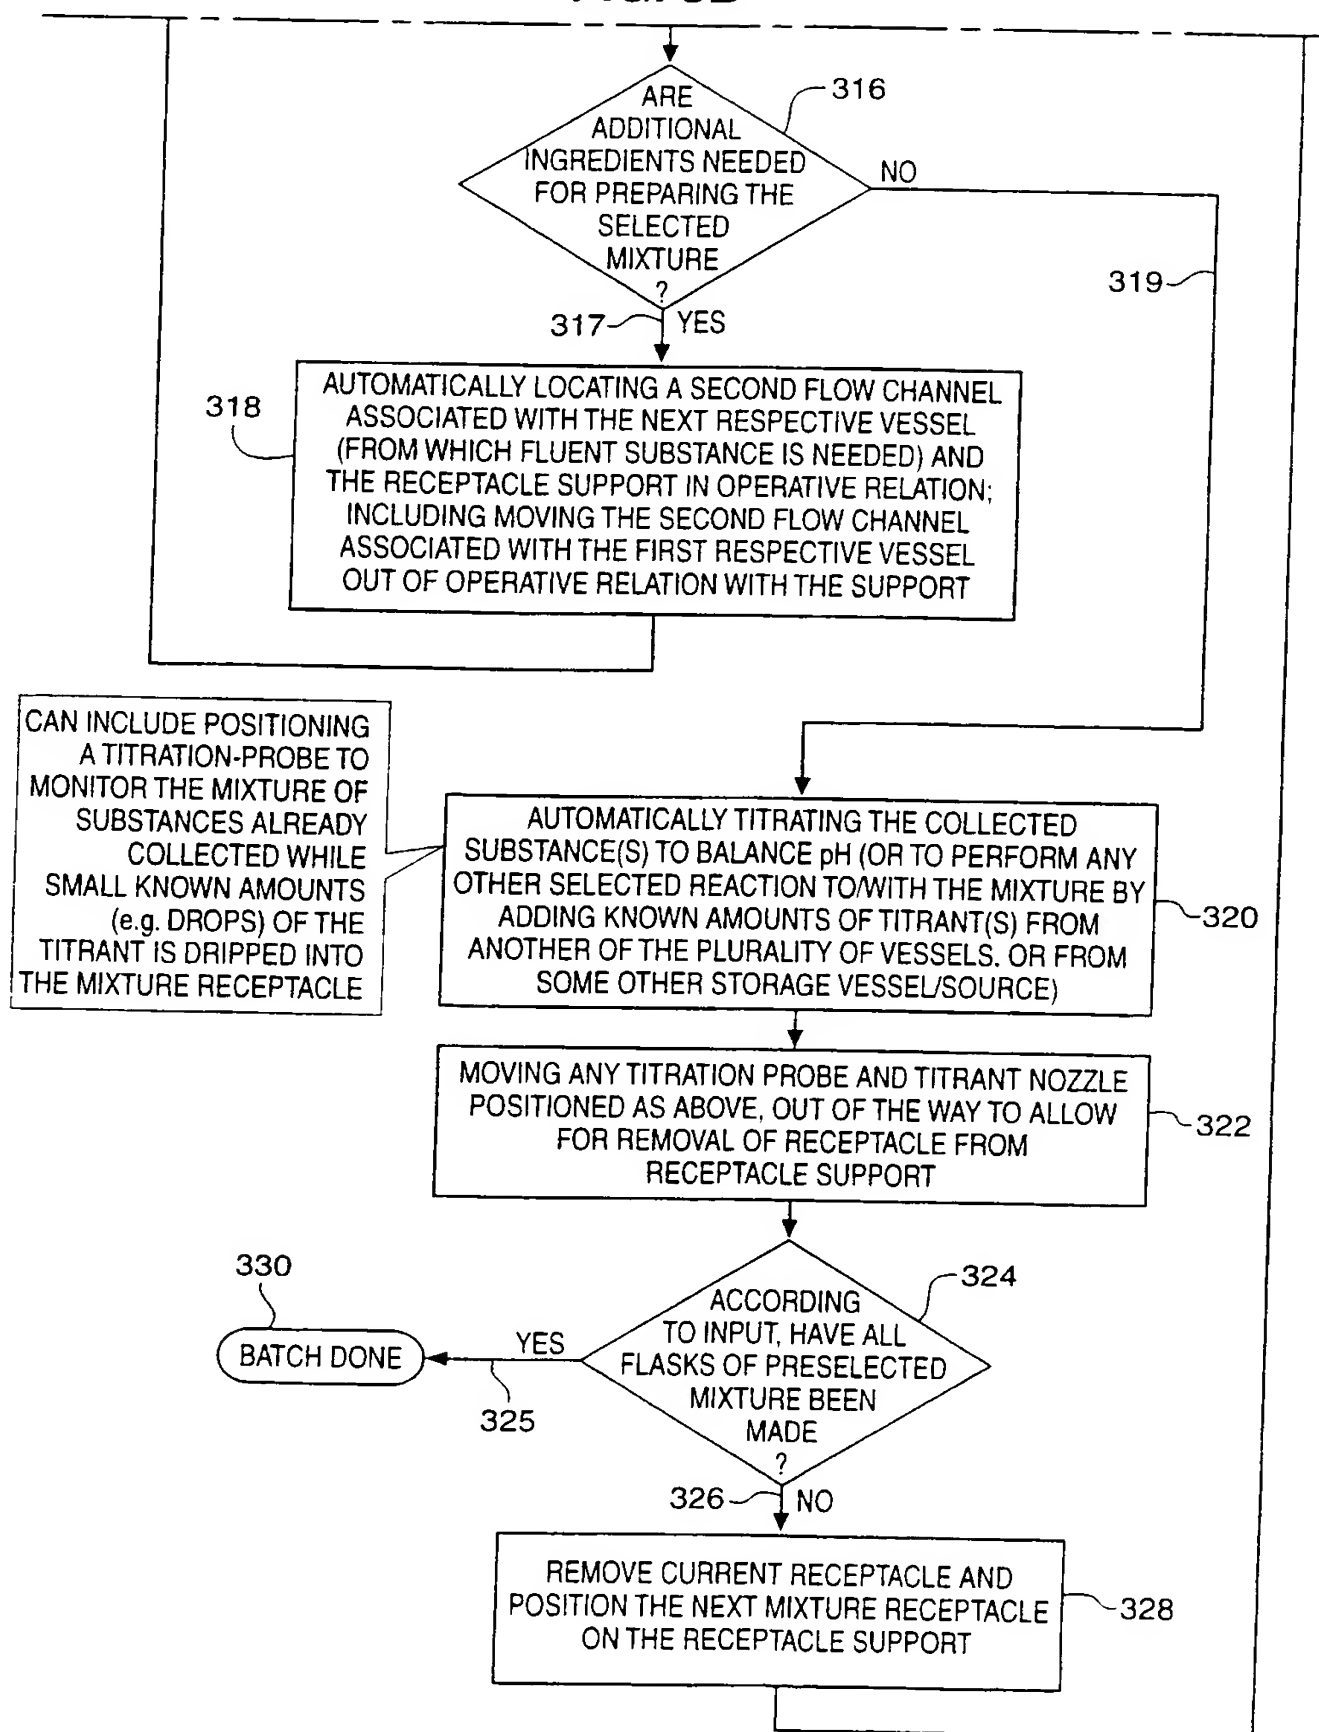 ARE
ADDITIONAL
INGREDIENTS NEEDED
FOR PREPARING THE
SELECTED
MIXTURE
?
316
NO
319
317
YES
318
AUTOMATICALLY LOCATING A SECOND FLOW CHANNEL
ASSOCIATED WITH THE NEXT RESPECTIVE VESSEL
(FROM WHICH FLUENT SUBSTANCE IS NEEDED) AND
THE RECEPTACLE SUPPORT IN OPERATIVE RELATION;
INCLUDING MOVING THE SECOND FLOW CHANNEL
ASSOCIATED WITH THE FIRST RESPECTIVE VESSEL
OUT OF OPERATIVE RELATION WITH THE SUPPORT
CAN INCLUDE POSITIONING
A TITRATION-PROBE TO
MONITOR THE MIXTURE OF
SUBSTANCES ALREADY
COLLECTED WHILE
SMALL KNOWN AMOUNTS
(e.g. DROPS) OF THE
TITRANT IS DRIPPED INTO
THE MIXTURE RECEPTACLE
AUTOMATICALLY TITRATING THE COLLECTED
SUBSTANCE(S) TO BALANCE pH (OR TO PERFORM ANY
OTHER SELECTED REACTION TO/WITH THE MIXTURE BY
ADDING KNOWN AMOUNTS OF TITRANT(S) FROM
ANOTHER OF THE PLURALITY OF VESSELS. OR FROM
SOME OTHER STORAGE VESSEL/SOURCE)
320
MOVING ANY TITRATION PROBE AND TITRANT NOZZLE
POSITIONED AS ABOVE, OUT OF THE WAY TO ALLOW
FOR REMOVAL OF RECEPTACLE FROM
RECEPTACLE SUPPORT
322
330
BATCH DONE
YES
325
ACCORDING
TO INPUT, HAVE ALL
FLASKS OF PRESELECTED
MIXTURE BEEN
MADE
?
324
326
NO
REMOVE CURRENT RECEPTACLE AND
POSITION THE NEXT MIXTURE RECEPTACLE
ON THE RECEPTACLE SUPPORT
328